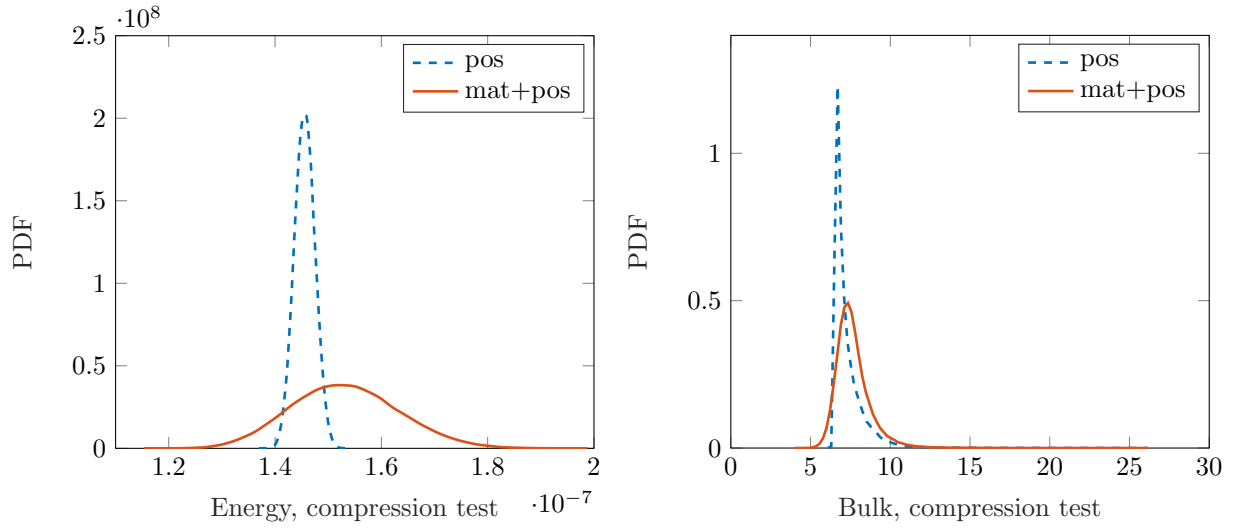 ·10⁸
2.5
2
1.5
1
0.5
0
PDF
1.2 1.4 1.6 1.8 2
·10⁻⁷
Energy, compression test
pos
mat+pos
1
0.5
0
PDF
0 5 10 15 20 25 30
Bulk, compression test
pos
mat+pos